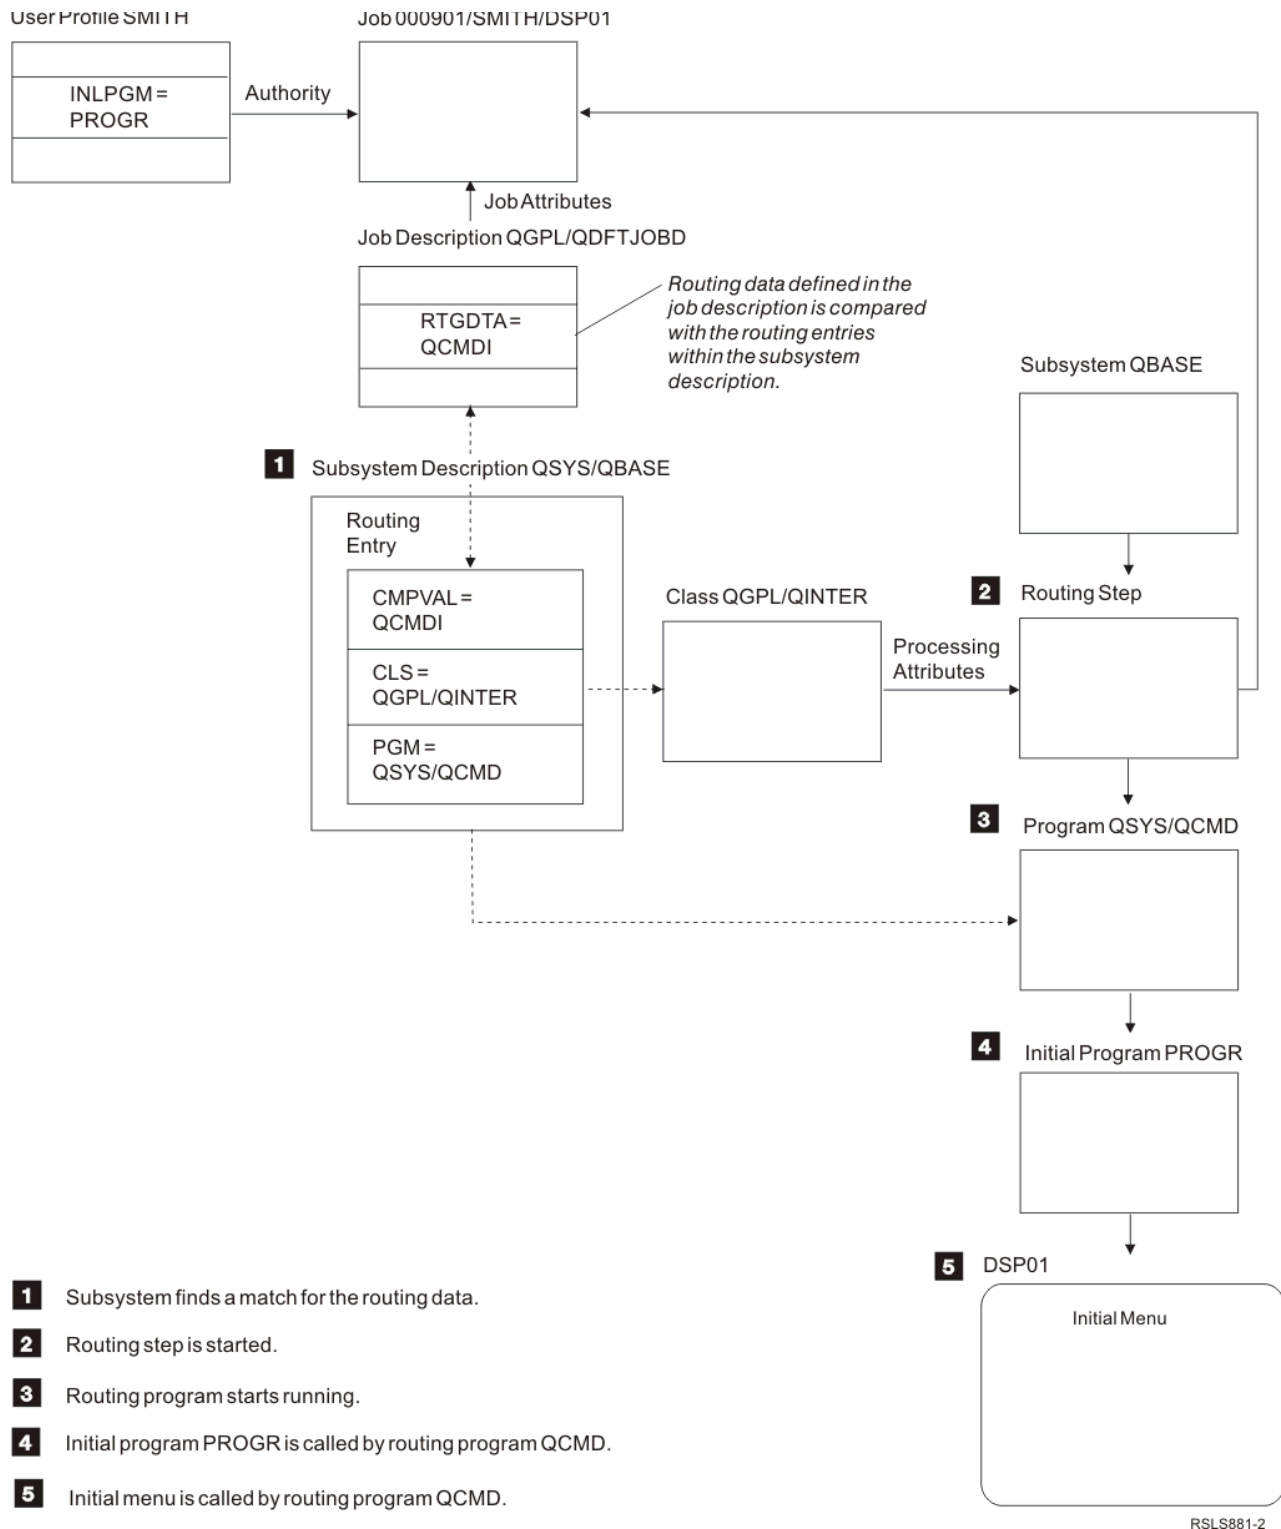 User Profile SMITH
Job 000901/SMITH/DSP01
INLPGM=
PROGR
Authority
Job Attributes
Job Description QGPL/QDFTJOBD
RTGDTA=
QCMDI
Routing data defined in the
job description is compared
with the routing entries
within the subsystem
description.
Subsystem QBASE
1 Subsystem Description QSYS/QBASE
Routing
Entry
CMPVAL=
QCMDI
CLS=
QGPL/QINTER
PGM=
QSYS/QCMD
Class QGPL/QINTER
Processing
Attributes
2 Routing Step
3 Program QSYS/QCMD
4 Initial Program PROGR
5 DSP01
Initial Menu
1 Subsystem finds a match for the routing data.
2 Routing step is started.
3 Routing program starts running.
4 Initial program PROGR is called by routing program QCMD.
5 Initial menu is called by routing program QCMD.
RSLS881-2